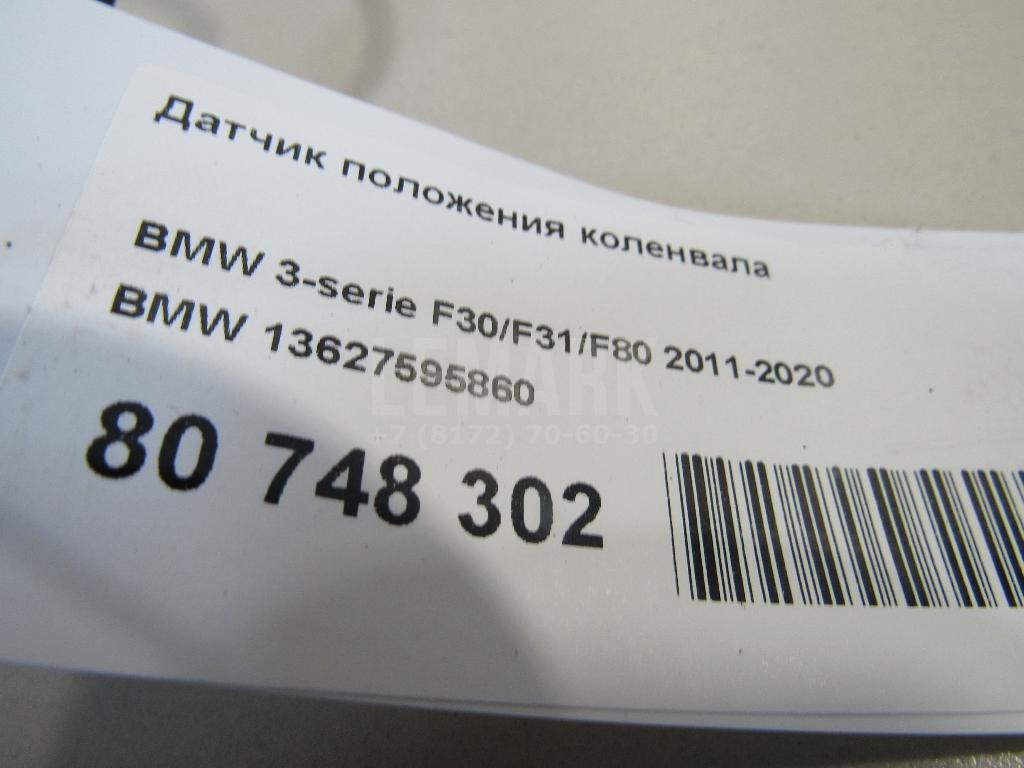 Датчик положения коленвала
BMW 3-serie F30/F31/F80 2011-2020
BMW 13627595860
LEMARK
+7 (8172) 70-60-30
80 748 302